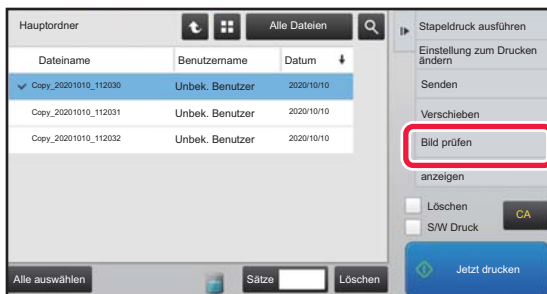 Hauptordner
Alle Dateien
Dateiname Benutzername Datum
Copy_20201010_112030 Unbek. Benutzer 2020/10/10
Copy_20201010_112031 Unbek. Benutzer 2020/10/10
Copy_20201010_112032 Unbek. Benutzer 2020/10/10
Alle auswählen
Sätze
Löschen
Stapeldruck ausführen
Einstellung zum Drucken
ändern
Senden
Verschieben
Bild prüfen
anzeigen
Löschen
S/W Druck
CA
Jetzt drucken